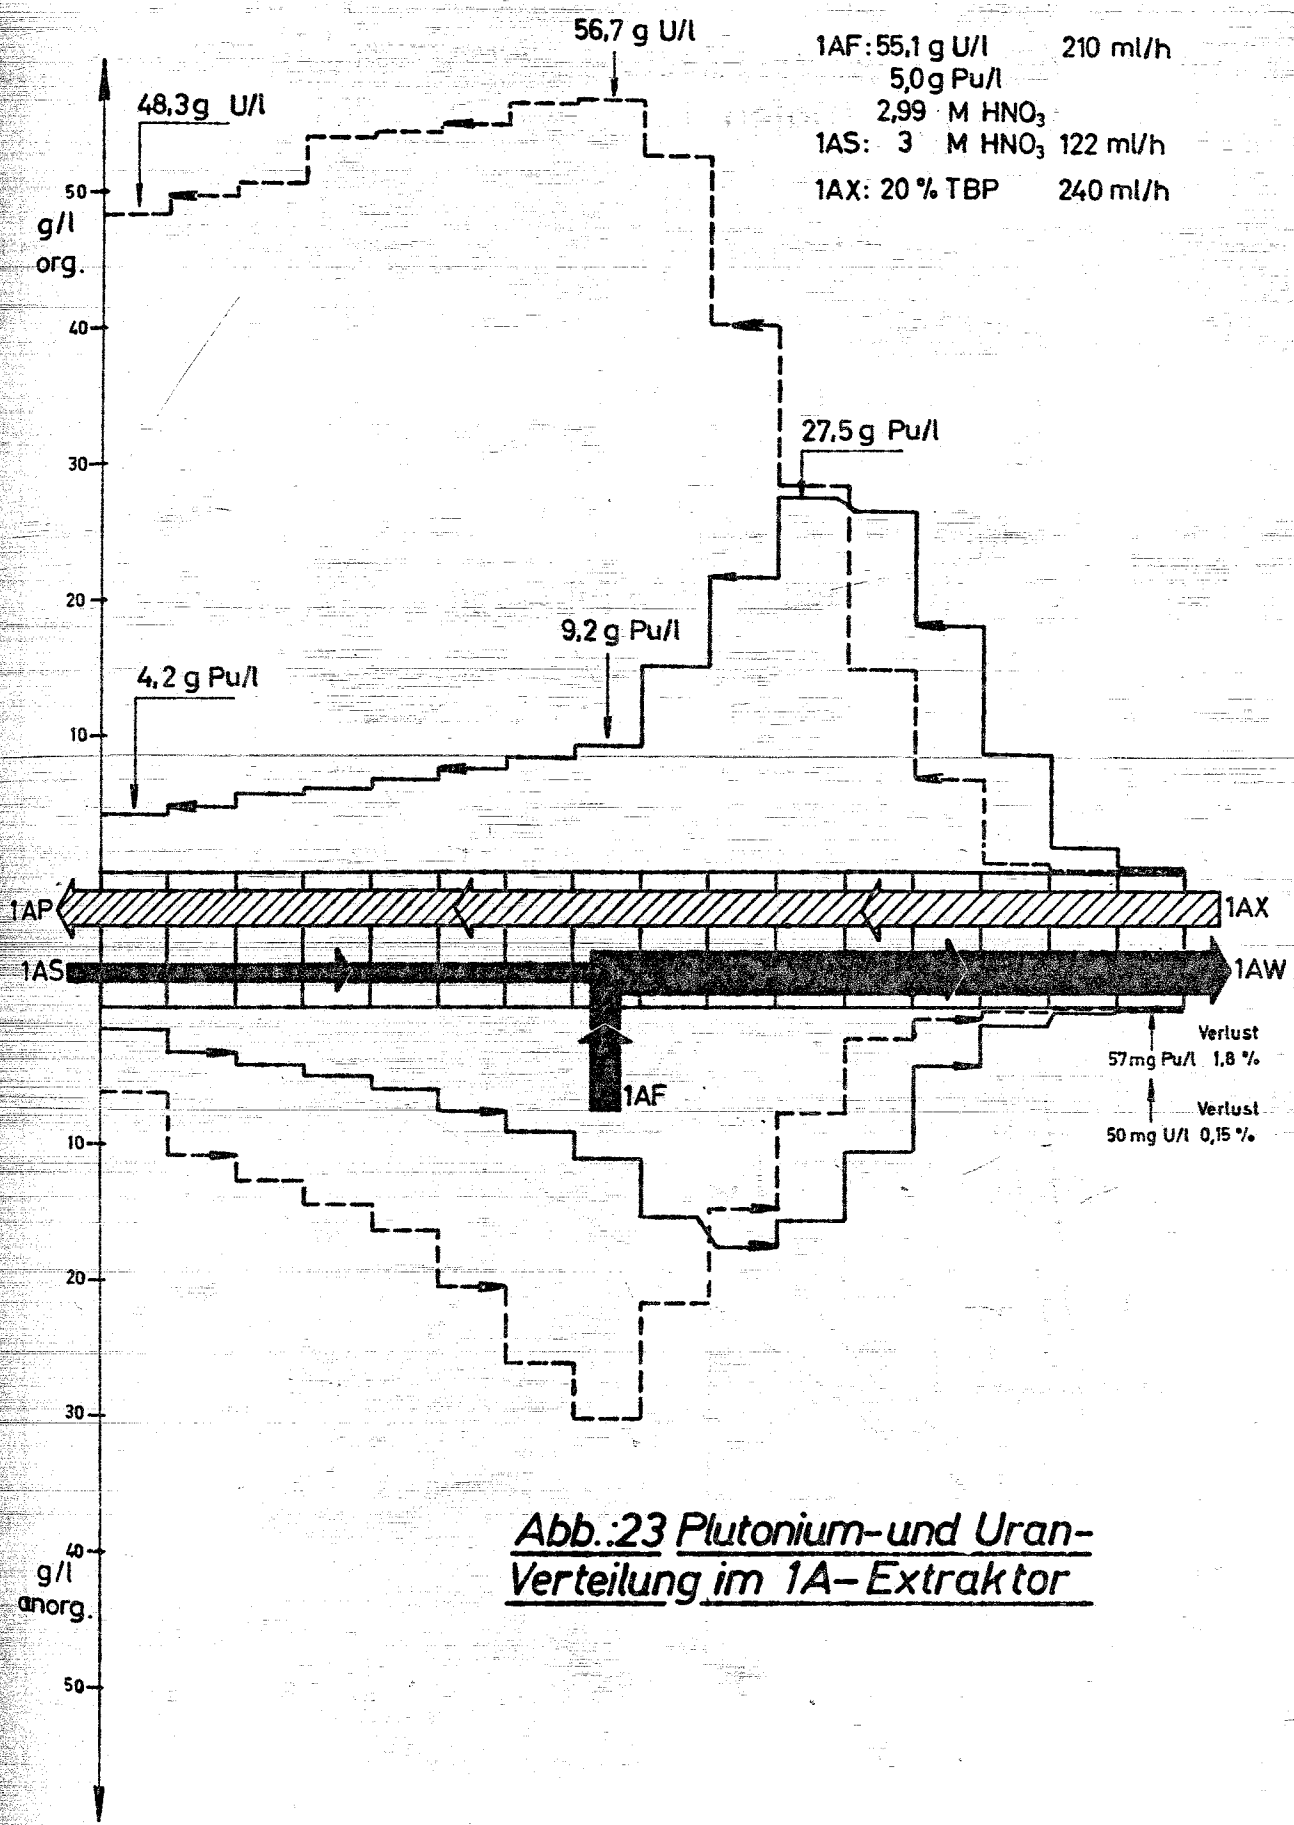 56,7 g U/l
1AF: 55,1 g U/l 210 ml/h
5,0 g Pu/l
2,99 M HNO₃
1AS: 3 M HNO₃ 122 ml/h
1AX: 20 % TBP 240 ml/h
48,3 g U/l
50
g/l
org.
40
30
27,5 g Pu/l
20
9,2 g Pu/l
4,2 g Pu/l
10
1AP
1AX
1AS
1AW
1AF
Verlust
57 mg Pu/l 1,8 %
Verlust
50 mg U/l 0,15 %
10
20
30
40
g/l
anorg.
50
Abb.:23 Plutonium- und Uran-
Verteilung im 1A-Extraktor